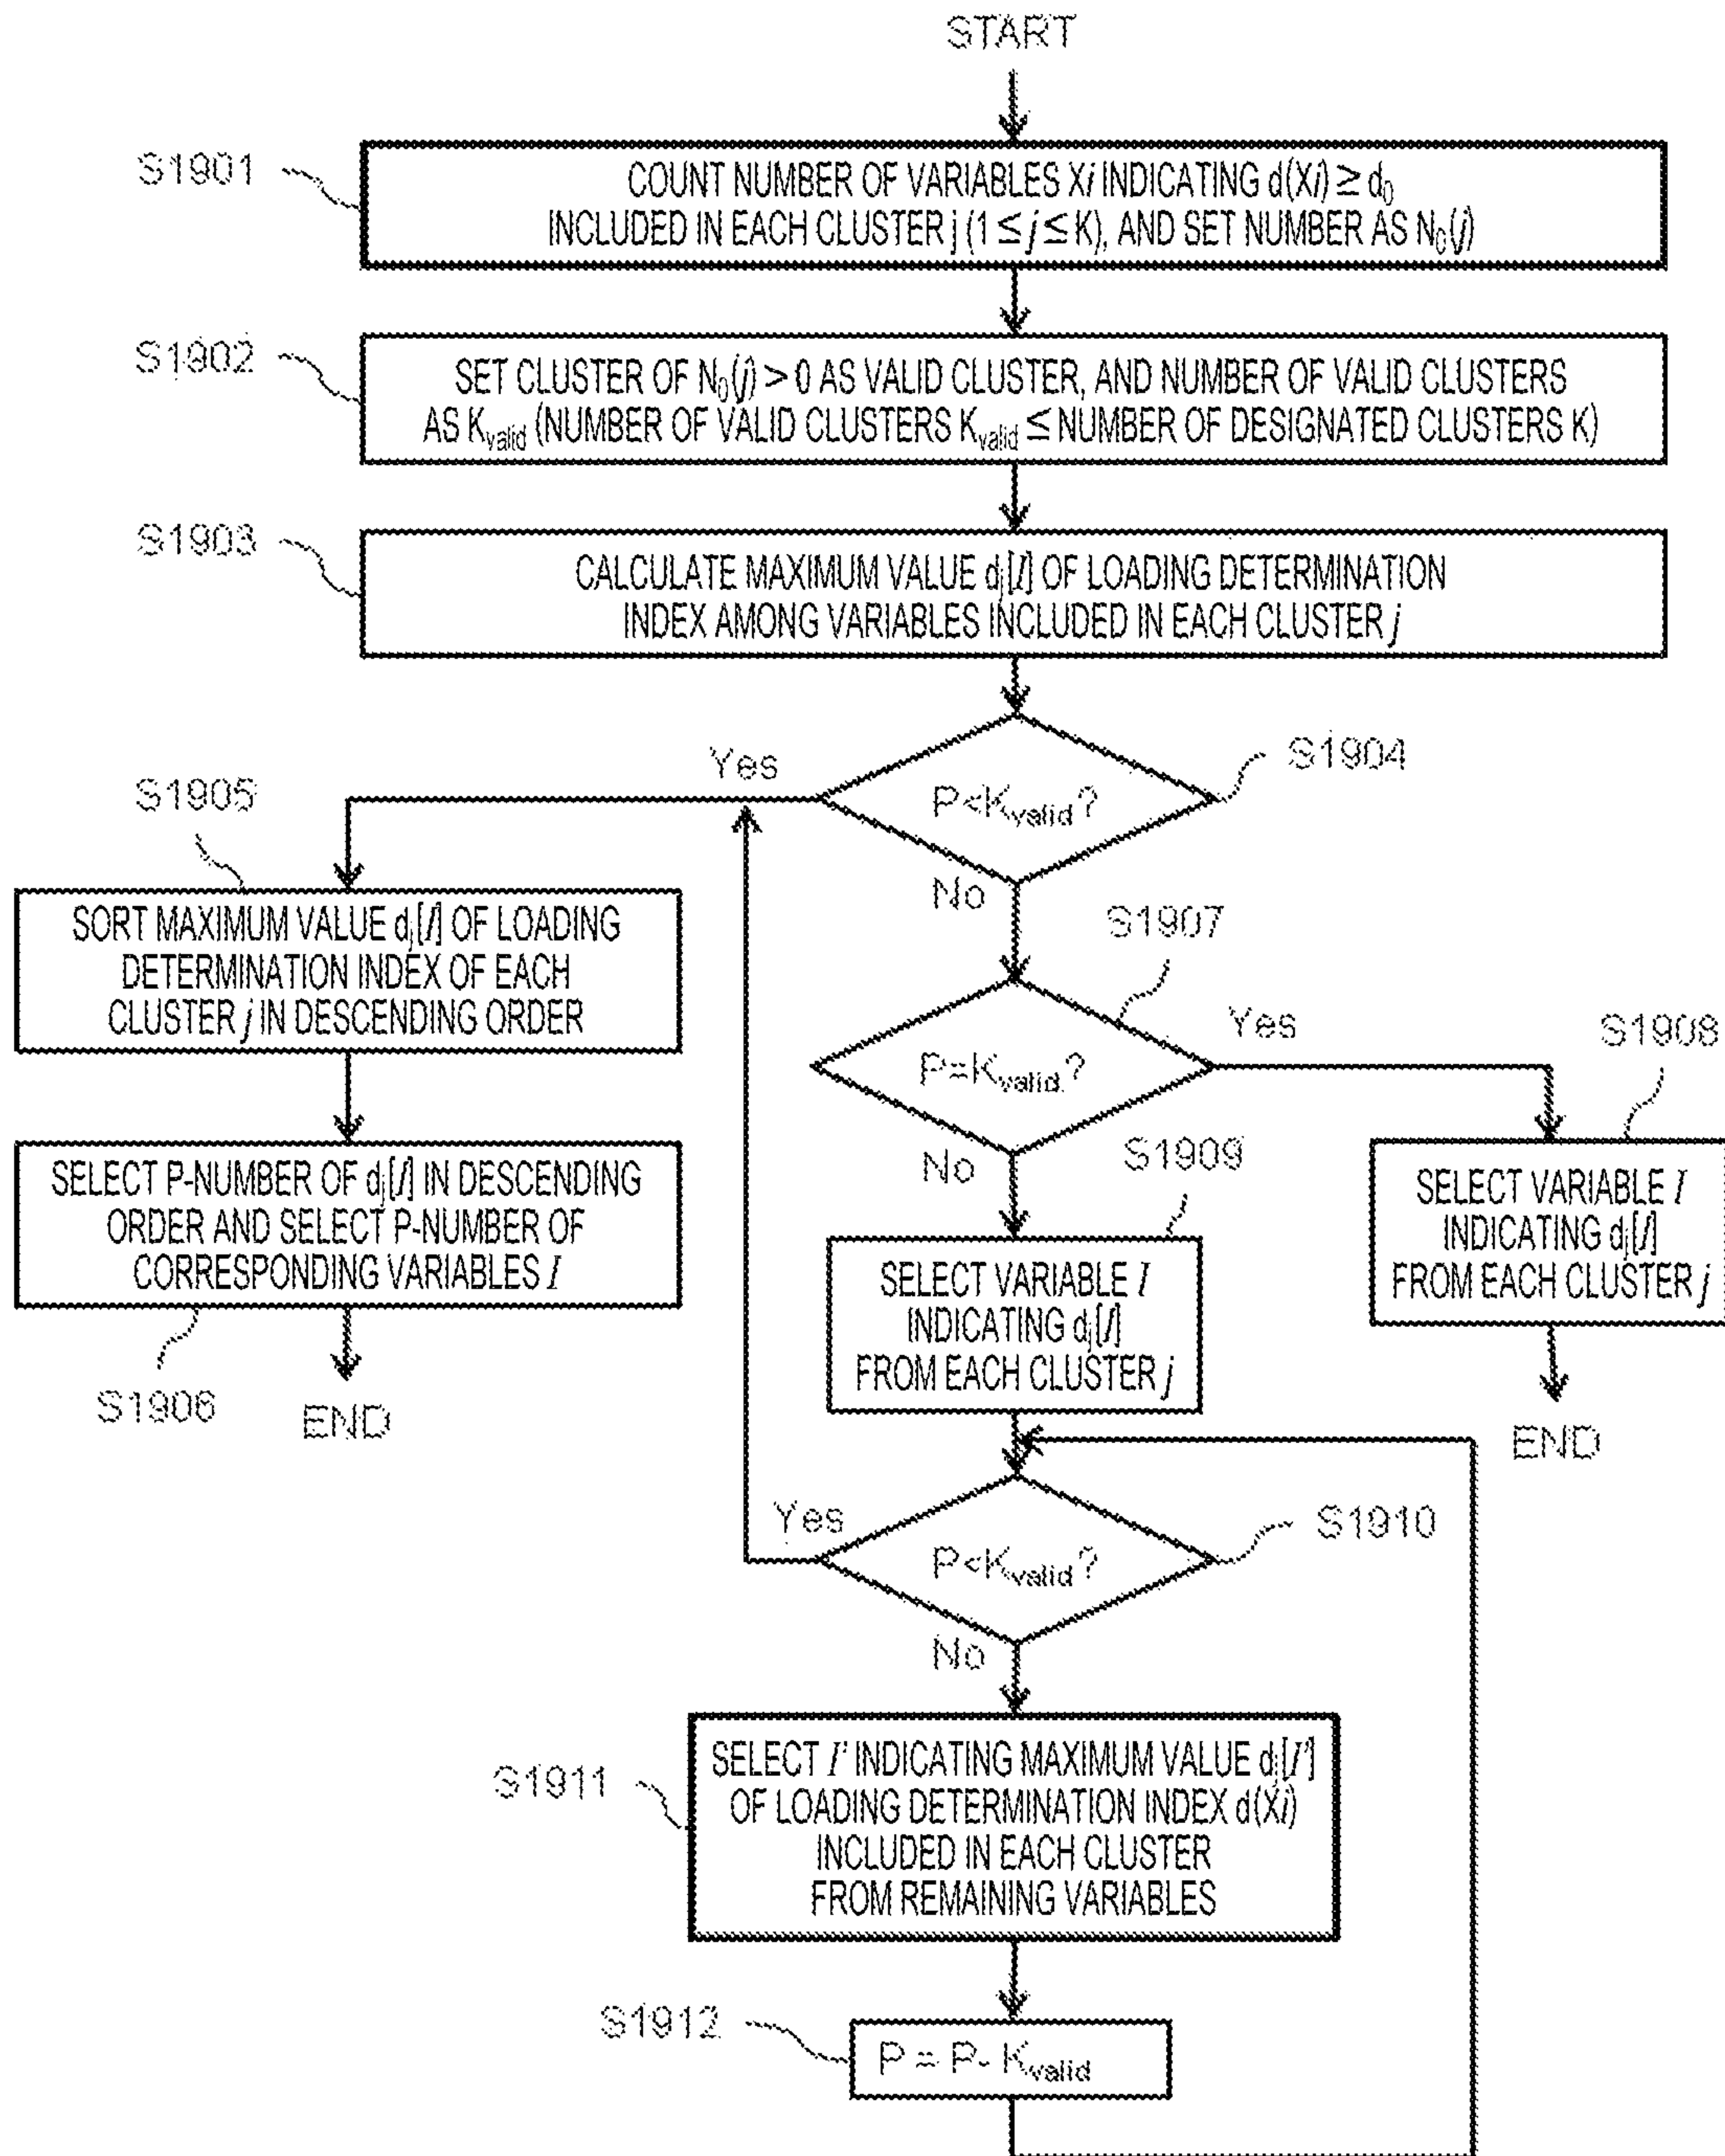 START
S1901
COUNT NUMBER OF VARIABLES Xi INDICATING d(Xi) ≧ d₀
INCLUDED IN EACH CLUSTER j (1 ≦ j ≦ K), AND SET NUMBER AS N₀(j)
S1902
SET CLUSTER OF N₀(j) > 0 AS VALID CLUSTER, AND NUMBER OF VALID CLUSTERS
AS Kvalid (NUMBER OF VALID CLUSTERS Kvalid ≦ NUMBER OF DESIGNATED CLUSTERS K)
S1903
CALCULATE MAXIMUM VALUE dj[I] OF LOADING DETERMINATION
INDEX AMONG VARIABLES INCLUDED IN EACH CLUSTER j
S1904
P<Kvalid?
Yes
No
S1905
SORT MAXIMUM VALUE dj[I] OF LOADING
DETERMINATION INDEX OF EACH
CLUSTER j IN DESCENDING ORDER
SELECT P-NUMBER OF dj[I] IN DESCENDING
ORDER AND SELECT P-NUMBER OF
CORRESPONDING VARIABLES I
S1906
END
S1907
P=Kvalid?
Yes
No
S1908
SELECT VARIABLE I
INDICATING dj[I]
FROM EACH CLUSTER j
END
S1909
SELECT VARIABLE I
INDICATING dj[I]
FROM EACH CLUSTER j
S1910
P<Kvalid?
Yes
No
S1911
SELECT I' INDICATING MAXIMUM VALUE dj[I']
OF LOADING DETERMINATION INDEX d(Xi)
INCLUDED IN EACH CLUSTER
FROM REMAINING VARIABLES
S1912
P = P- Kvalid